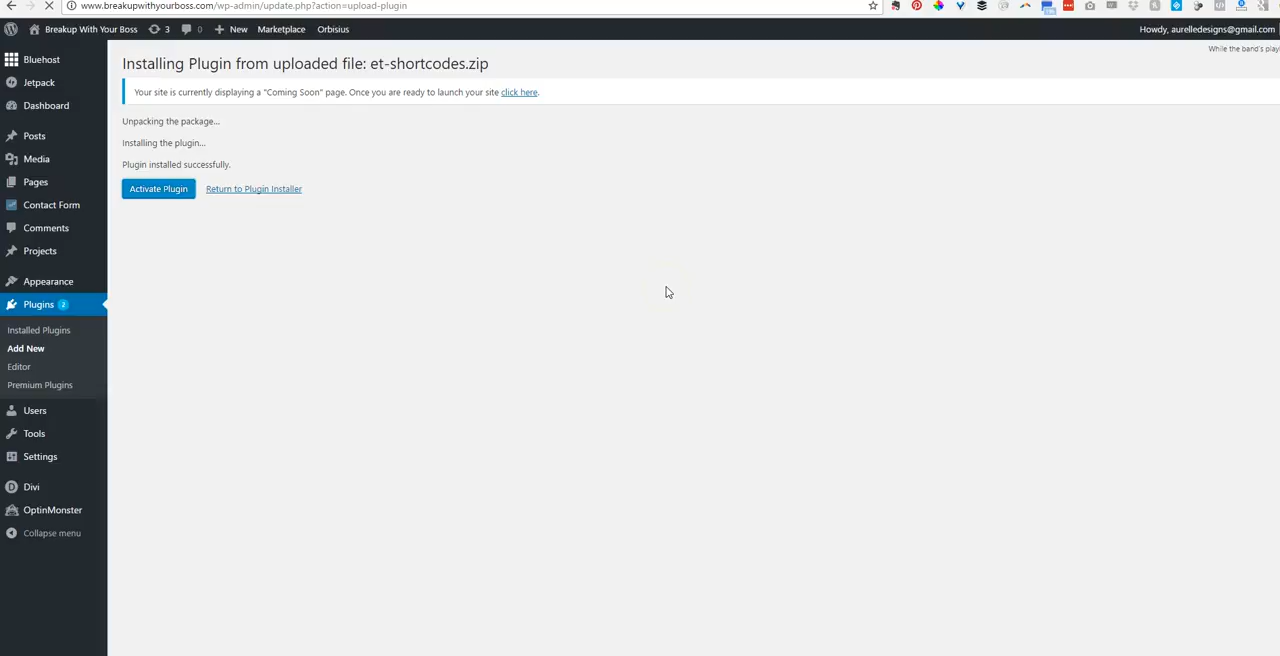 www.breakupwithyourboss.com/wp-admin/update.php?action=upload-plugin
Breakup With Your Boss 3 0 New Marketplace Orbisius Howdy, aurelledesigns@gmail.com
While the band's play
Bluehost
Jetpack
Dashboard
Posts
Media
Pages
Contact Form
Comments
Projects
Appearance
Plugins 2
Installed Plugins
Add New
Editor
Premium Plugins
Users
Tools
Settings
Divi
OptinMonster
Collapse menu
Installing Plugin from uploaded file: et-shortcodes.zip
Your site is currently displaying a "Coming Soon" page. Once you are ready to launch your site click here.
Unpacking the package...
Installing the plugin...
Plugin installed successfully.
Activate Plugin Return to Plugin Installer